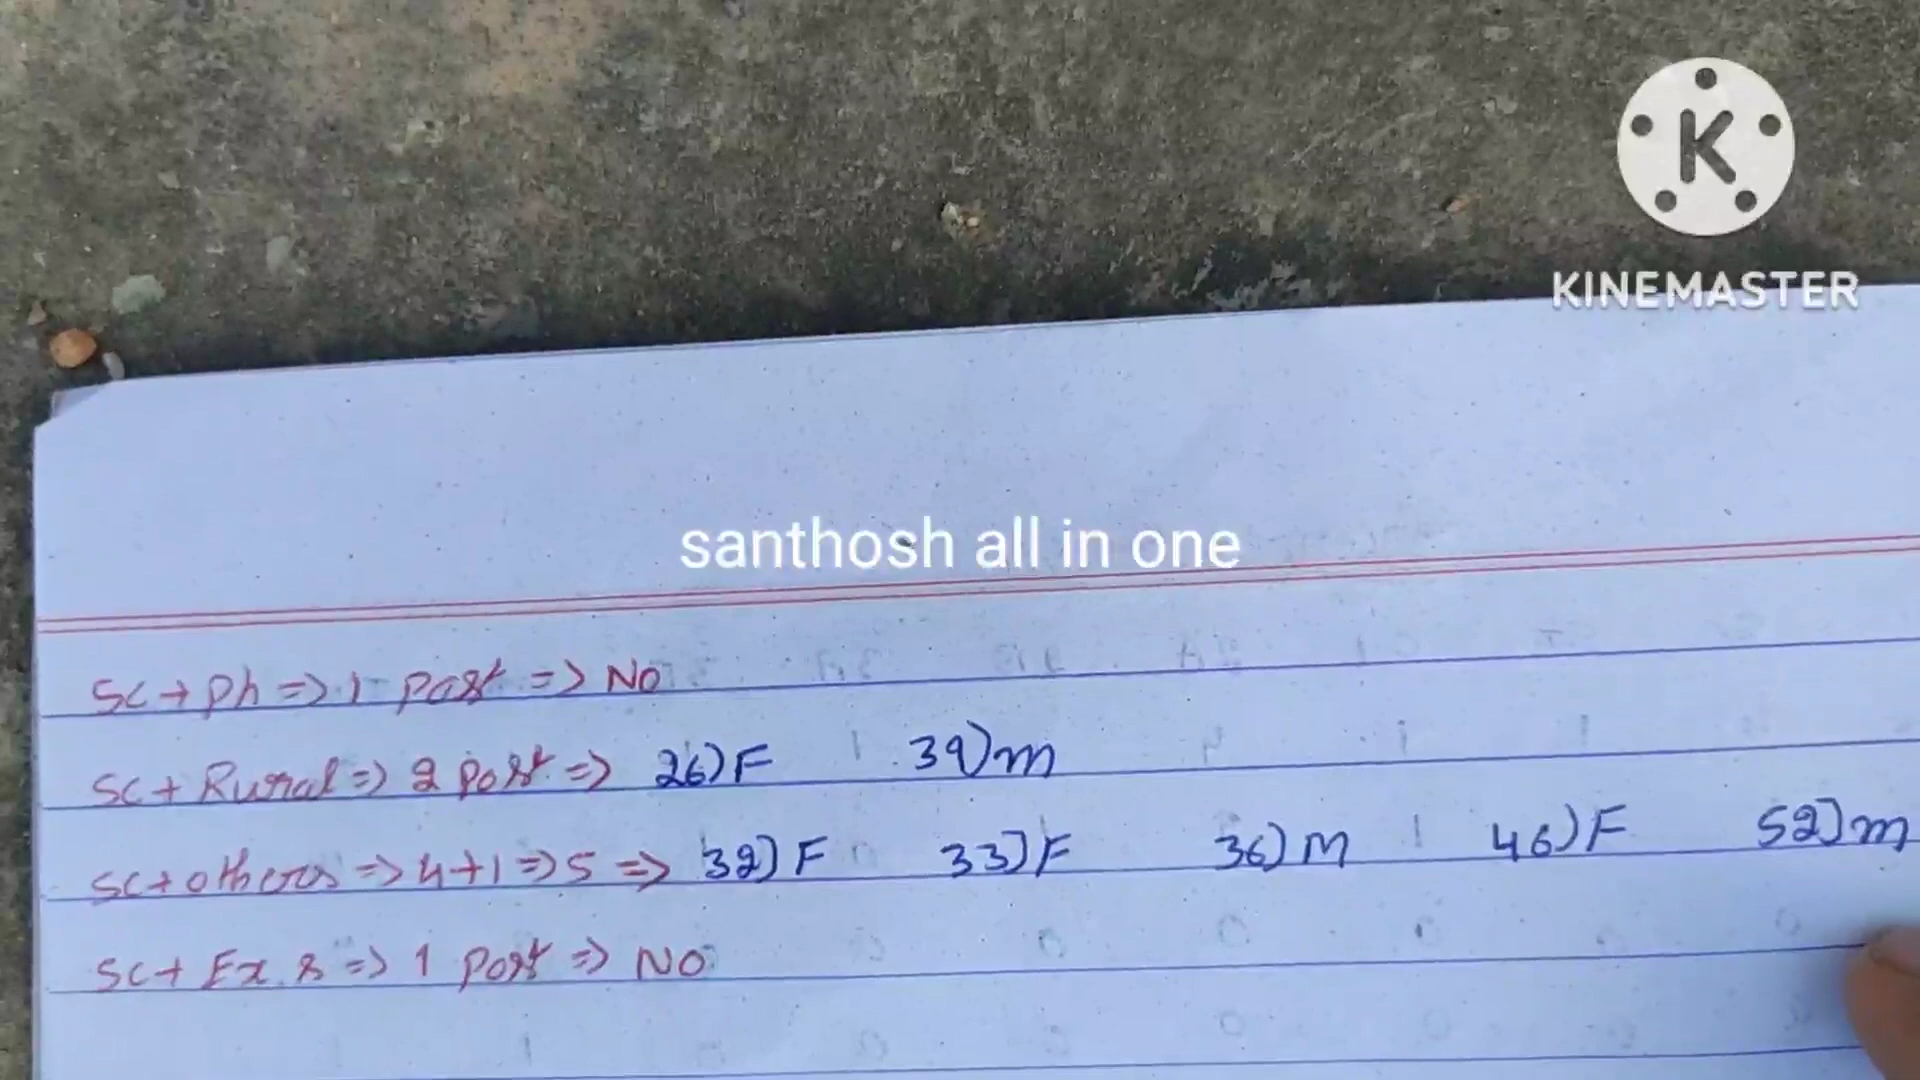 KINEMASTER
santhosh all in one
SC + Ph => 1 Post => NO
SC + Rural => 2 Post => 26) F 39) m
SC + others => 4+1 => 5 => 32) F 33) F 36) M 46) F 52) m
SC + Ex. s => 1 Post => NO